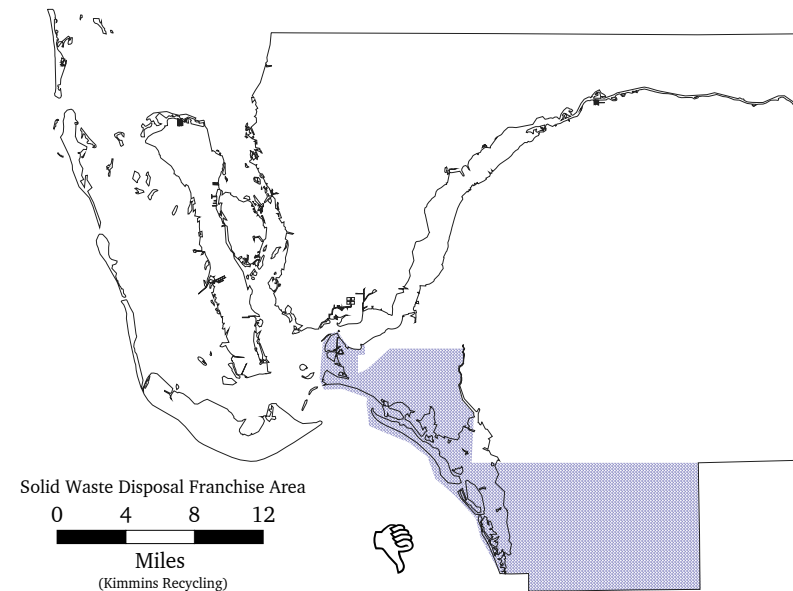 Solid Waste Disposal Franchise Area
0 4 8 12
Miles
(Kimmins Recycling)